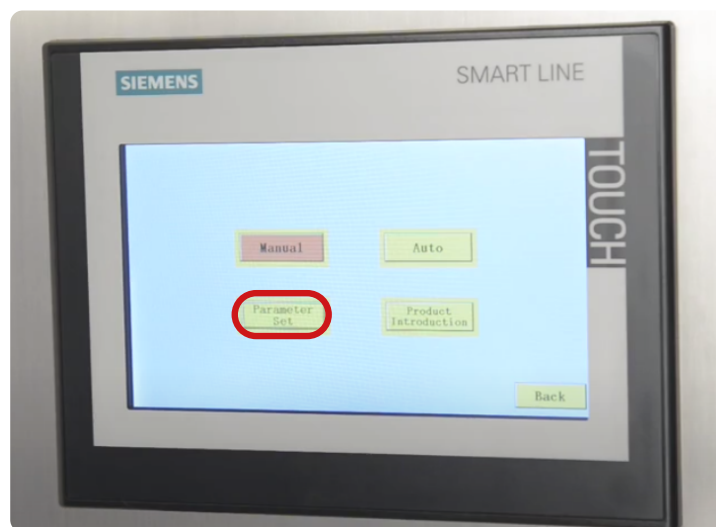 SIEMENS
SMART LINE
TOUCH
Manual
Auto
Parameter
Set
Product
Introduction
Back